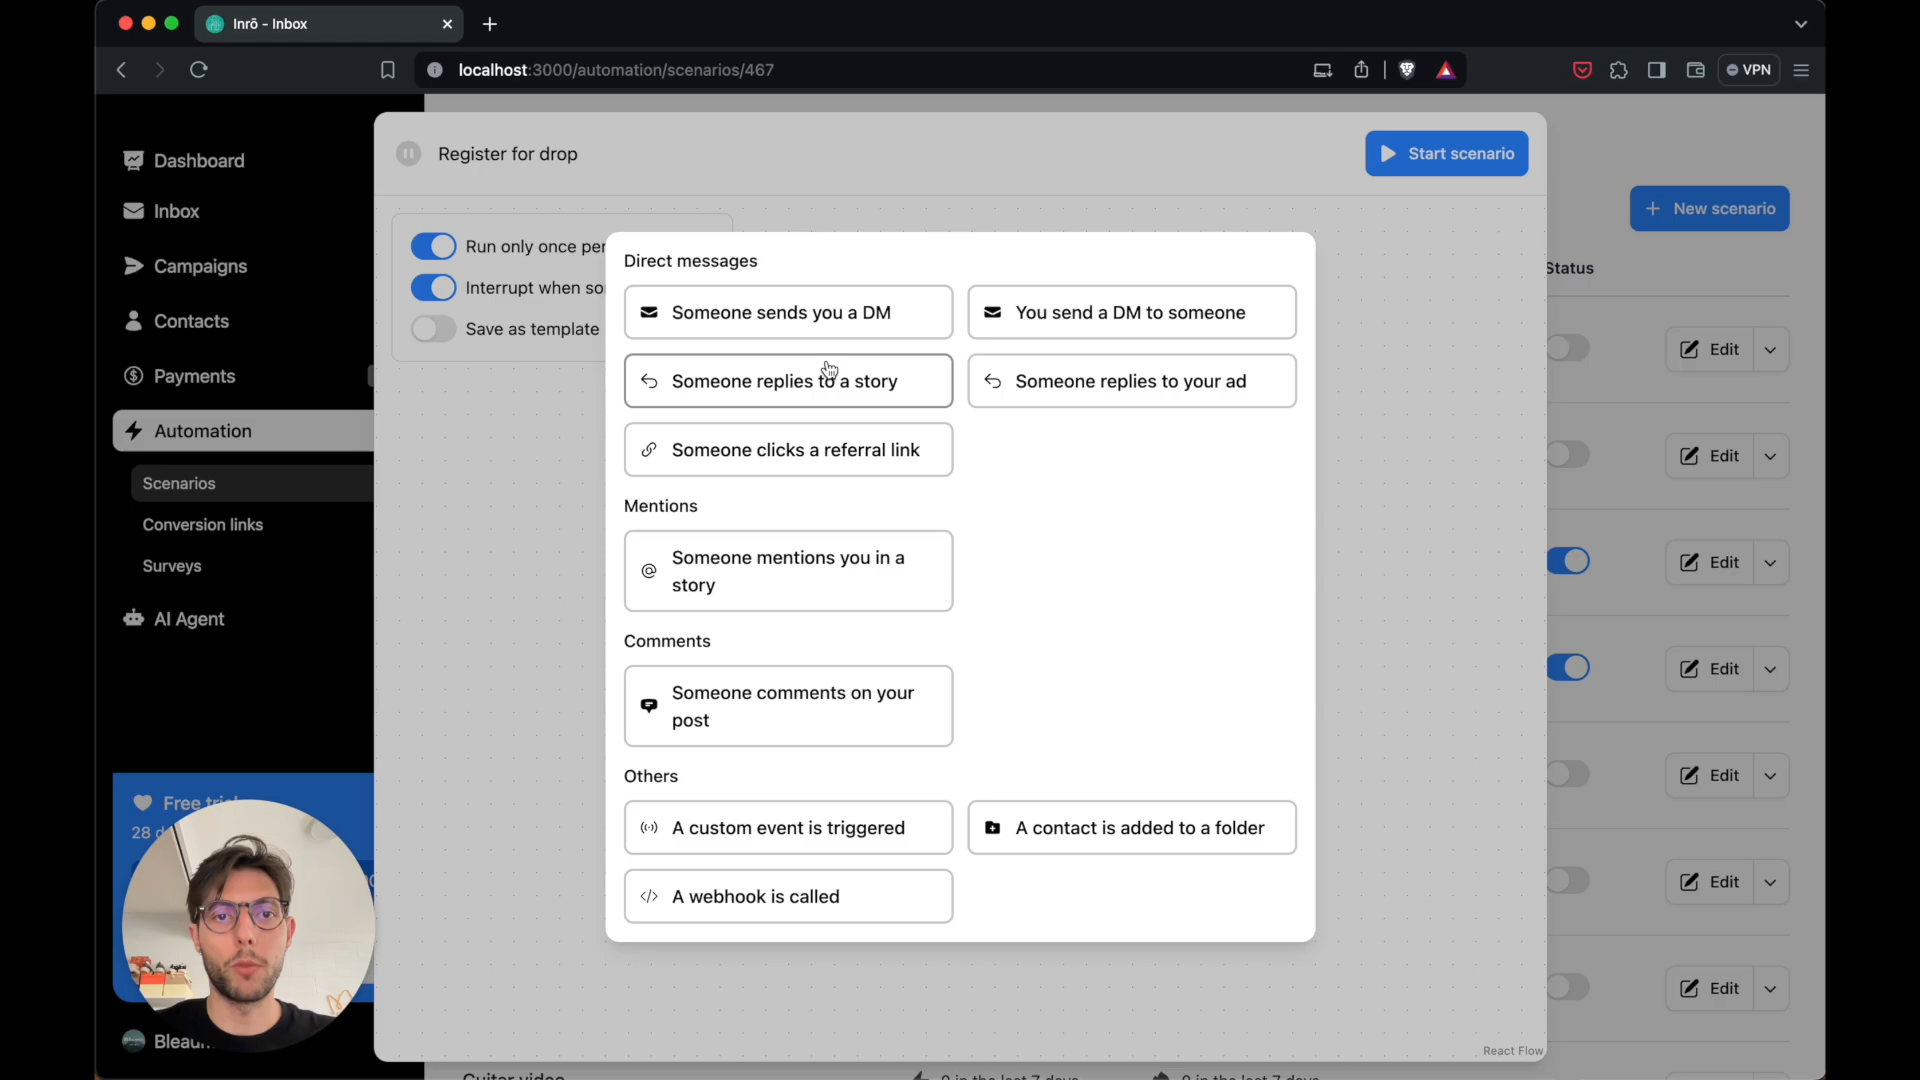 Inrō - Inbox
localhost:3000/automation/scenarios/467
VPN
Dashboard
Inbox
Campaigns
Contacts
Payments
Automation
Scenarios
Conversion links
Surveys
AI Agent
Free trial
28
Register for drop
Start scenario
New scenario
Status
Run only once per
Interrupt when so
Save as template
Direct messages
Someone sends you a DM
You send a DM to someone
Someone replies to a story
Someone replies to your ad
Someone clicks a referral link
Mentions
Someone mentions you in a
story
Comments
Someone comments on your
post
Others
A custom event is triggered
A contact is added to a folder
A webhook is called
Edit
Edit
Edit
Edit
Edit
Edit
Edit
React Flow
Guitar video
0 in the last 7 days
0 in the last 7 days